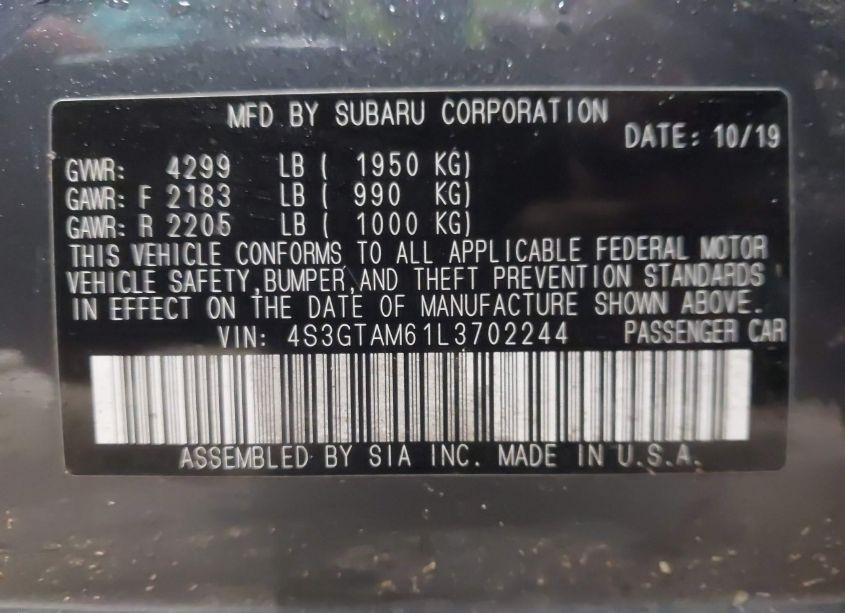 MFD BY SUBARU CORPORATION
DATE: 10/19
GVWR: 4299 LB ( 1950 KG)
GAWR: F 2183 LB ( 990 KG)
GAWR: R 2205 LB ( 1000 KG)
THIS VEHICLE CONFORMS TO ALL APPLICABLE FEDERAL MOTOR
VEHICLE SAFETY,BUMPER,AND THEFT PREVENTION STANDARDS
IN EFFECT ON THE DATE OF MANUFACTURE SHOWN ABOVE.
VIN: 4S3GTAM61L3702244 PASSENGER CAR
ASSEMBLED BY SIA INC. MADE IN U.S.A.